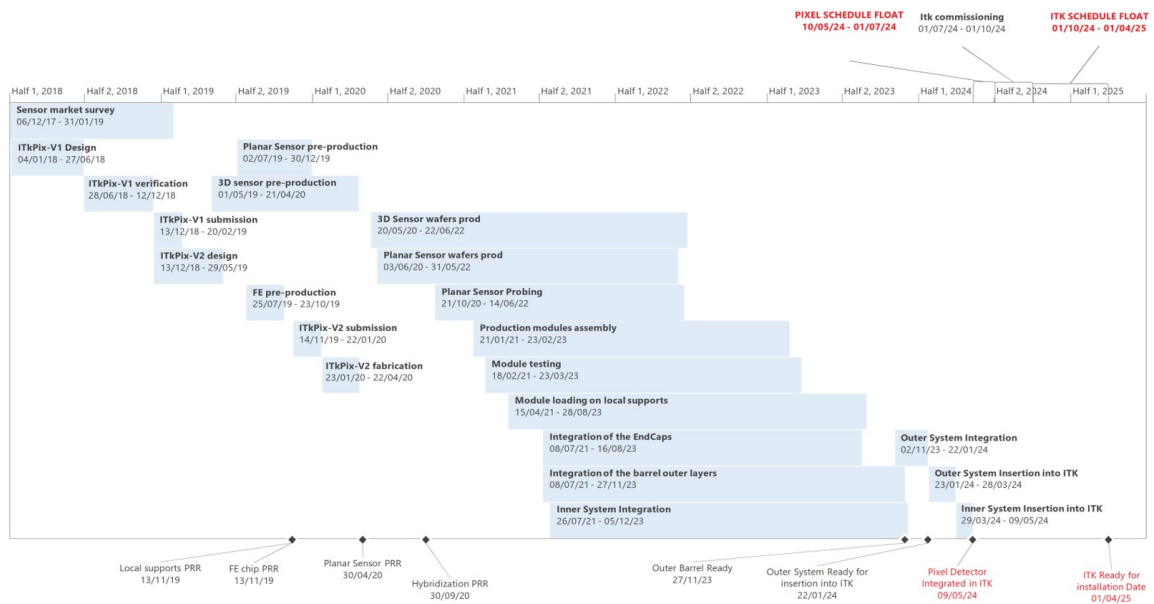 PIXEL SCHEDULE FLOAT
10/05/24 - 01/07/24
Itk commissioning
01/07/24 - 01/10/24
ITK SCHEDULE FLOAT
01/10/24 - 01/04/25
Half 1, 2018 Half 2, 2018 Half 1, 2019 Half 2, 2019 Half 1, 2020 Half 2, 2020 Half 1, 2021 Half 2, 2021 Half 1, 2022 Half 2, 2022 Half 1, 2023 Half 2, 2023 Half 1, 2024 Half 2, 2024 Half 1, 2025
Sensor market survey
06/12/17 - 31/01/19
ITkPix-V1 Design
04/01/18 - 27/06/18
Planar Sensor pre-production
02/07/19 - 30/12/19
ITkPix-V1 verification
28/06/18 - 12/12/18
3D sensor pre-production
01/05/19 - 21/04/20
ITkPix-V1 submission
13/12/18 - 20/02/19
3D Sensor wafers prod
20/05/20 - 22/06/22
ITkPix-V2 design
13/12/18 - 29/05/19
Planar Sensor wafers prod
03/06/20 - 31/05/22
FE pre-production
25/07/19 - 23/10/19
Planar Sensor Probing
21/10/20 - 14/06/22
ITkPix-V2 submission
14/11/19 - 22/01/20
Production modules assembly
21/01/21 - 23/02/23
ITkPix-V2 fabrication
23/01/20 - 22/04/20
Module testing
18/02/21 - 23/03/23
Module loading on local supports
15/04/21 - 28/08/23
Integration of the EndCaps
08/07/21 - 16/08/23
Outer System Integration
02/11/23 - 22/01/24
Integration of the barrel outer layers
08/07/21 - 27/11/23
Outer System Insertion into ITK
23/01/24 - 28/03/24
Inner System Integration
26/07/21 - 05/12/23
Inner System Insertion into ITK
29/03/24 - 09/05/24
Local supports PRR
13/11/19
FE chip PRR
13/11/19
Planar Sensor PRR
30/04/20
Hybridization PRR
30/09/20
Outer Barrel Ready
27/11/23
Outer System Ready for
insertion into ITK
22/01/24
Pixel Detector
Integrated in ITK
09/05/24
ITK Ready for
installation Date
01/04/25